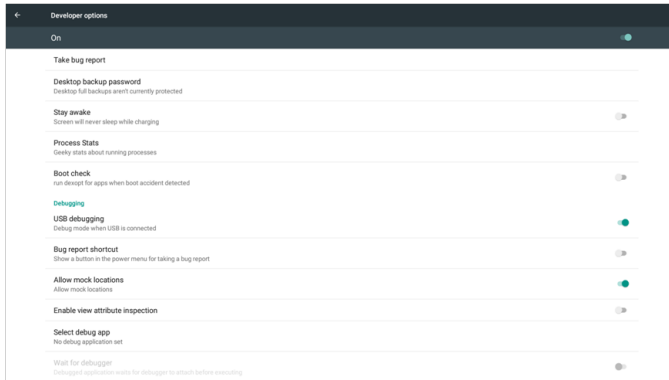 Developer options
On
Take bug report
Desktop backup password
Desktop full backups aren't currently protected
Stay awake
Screen will never sleep while charging
Process Stats
Geeky stats about running processes
Boot check
run dexopt for apps when boot accident detected
Debugging
USB debugging
Debug mode when USB is connected
Bug report shortcut
Show a button in the power menu for taking a bug report
Allow mock locations
Allow mock locations
Enable view attribute inspection
Select debug app
No debug application set
Wait for debugger
Debugged application waits for debugger to attach before executing